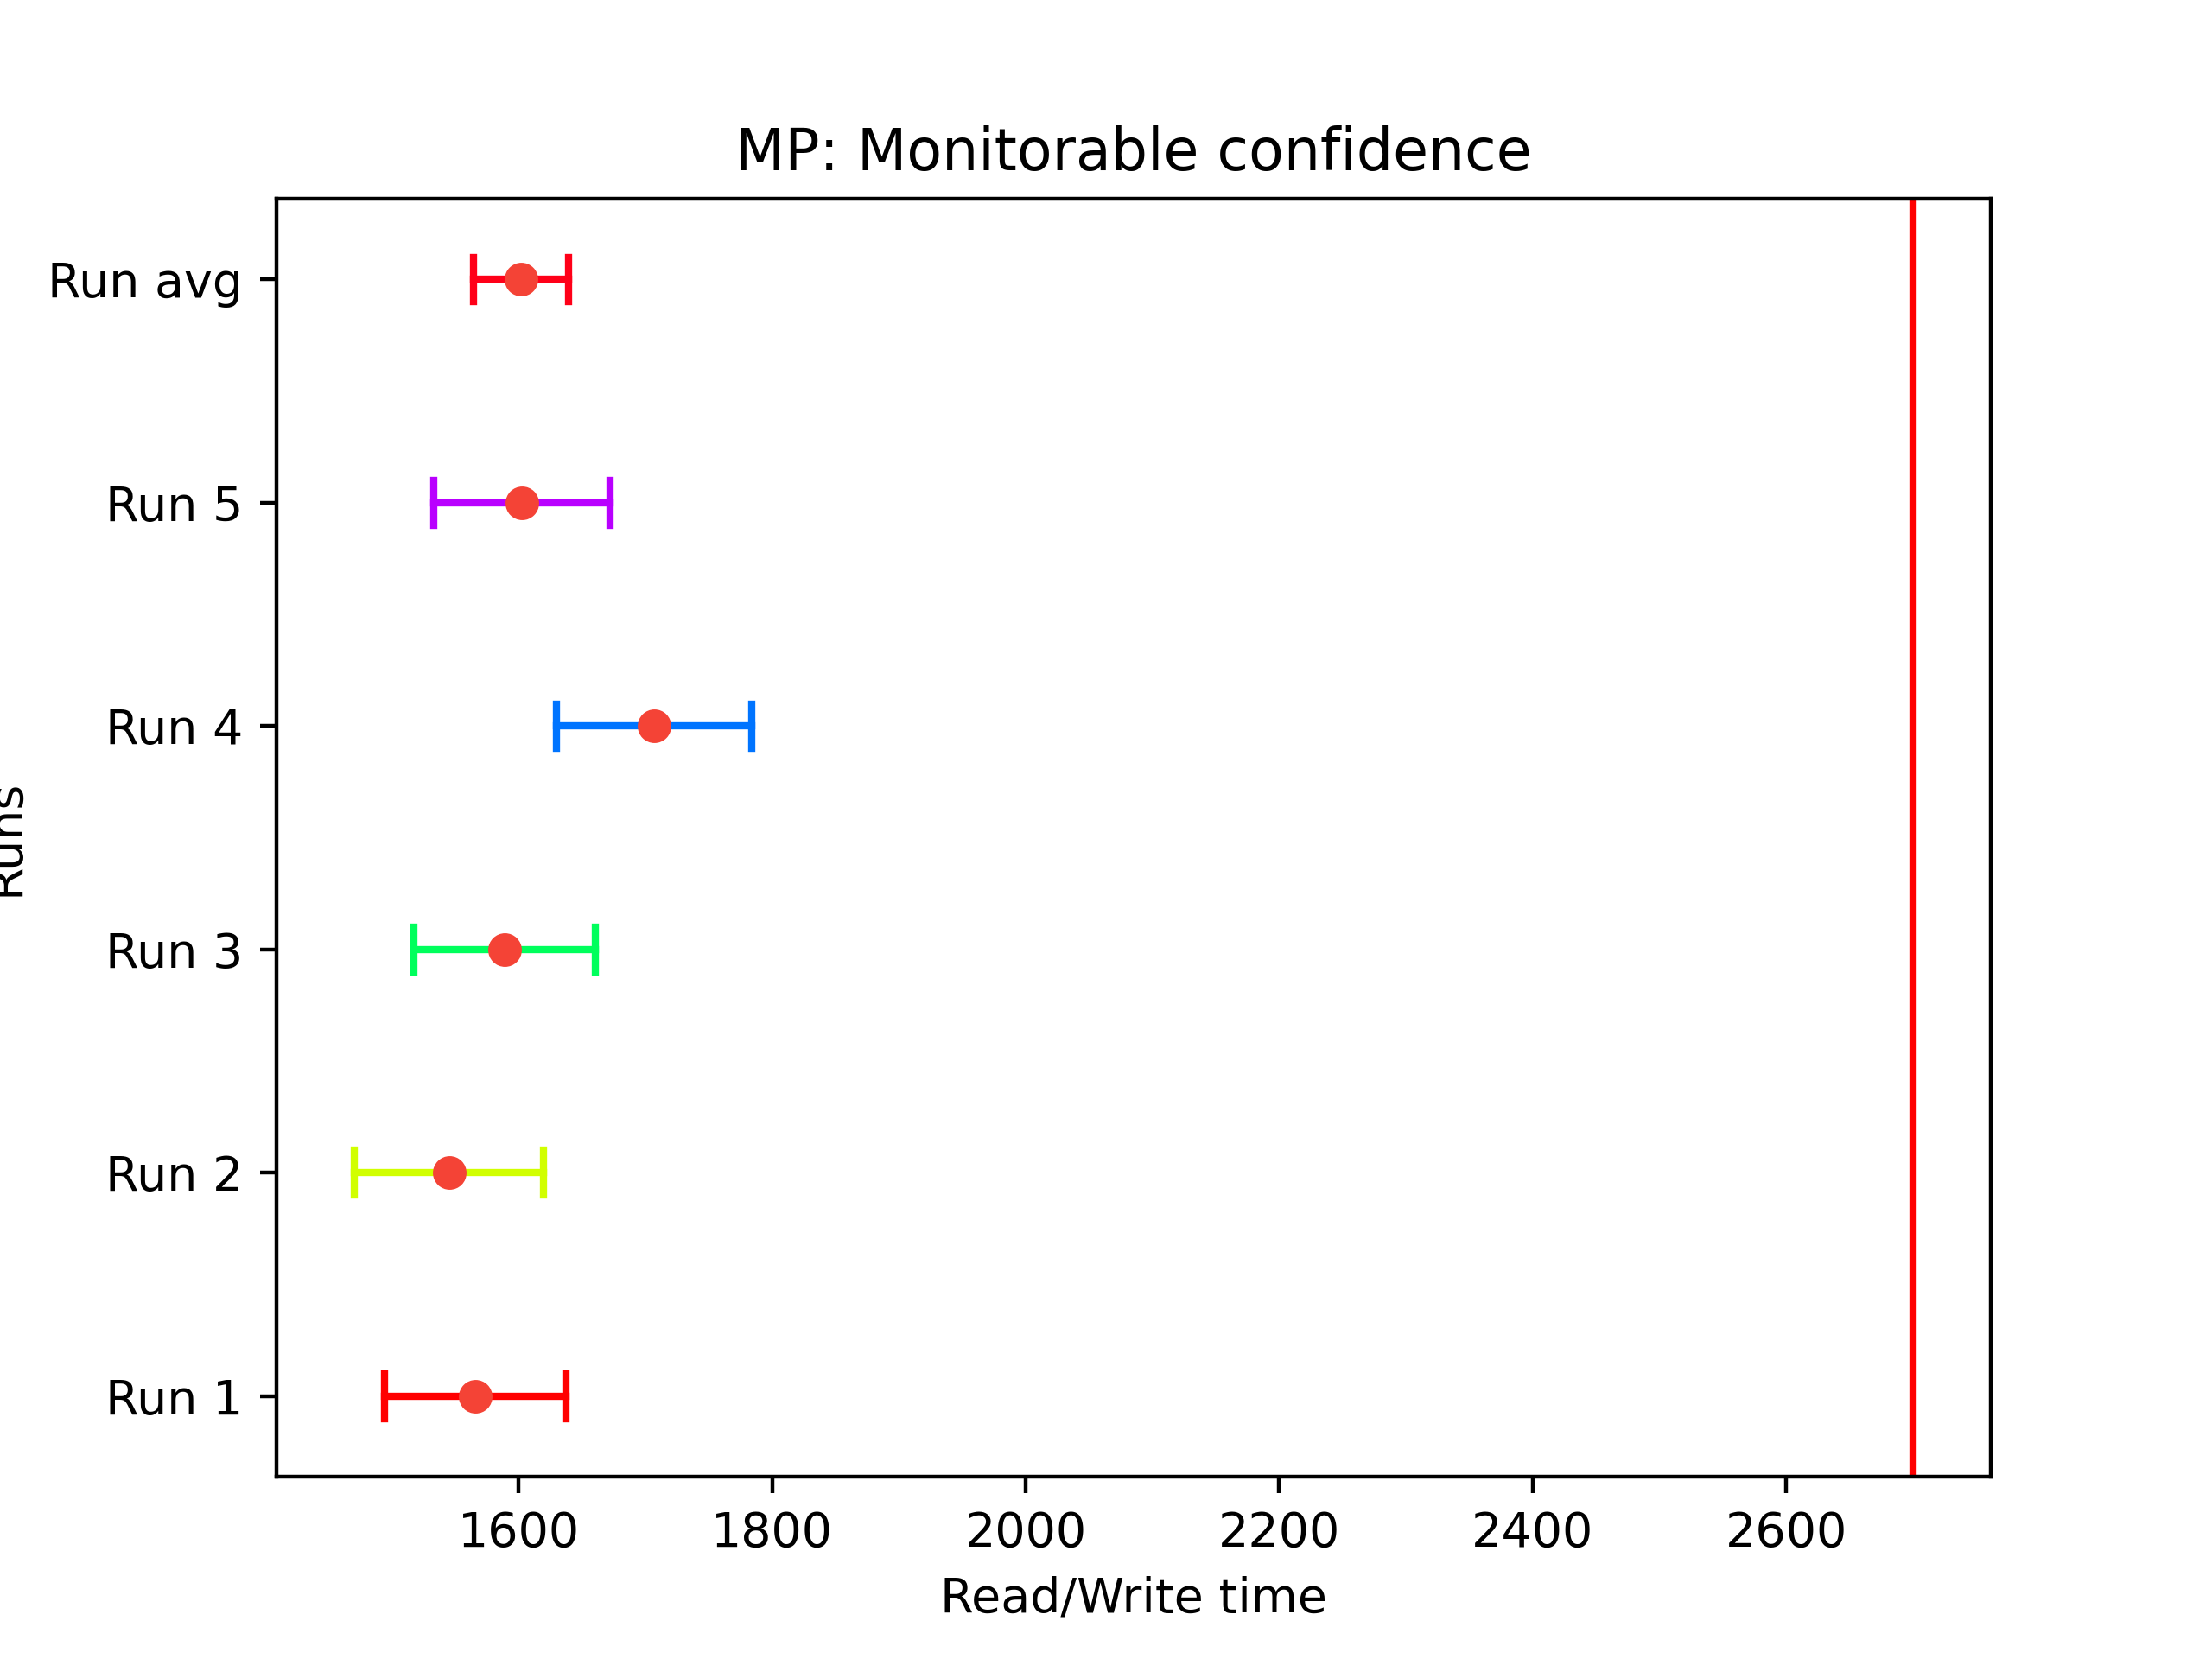 MP: Monitorable confidence
Run avg
Run 5
Run 4
Runs
Run 3
Run 2
Run 1
1600 1800 2000 2200 2400 2600
Read/Write time